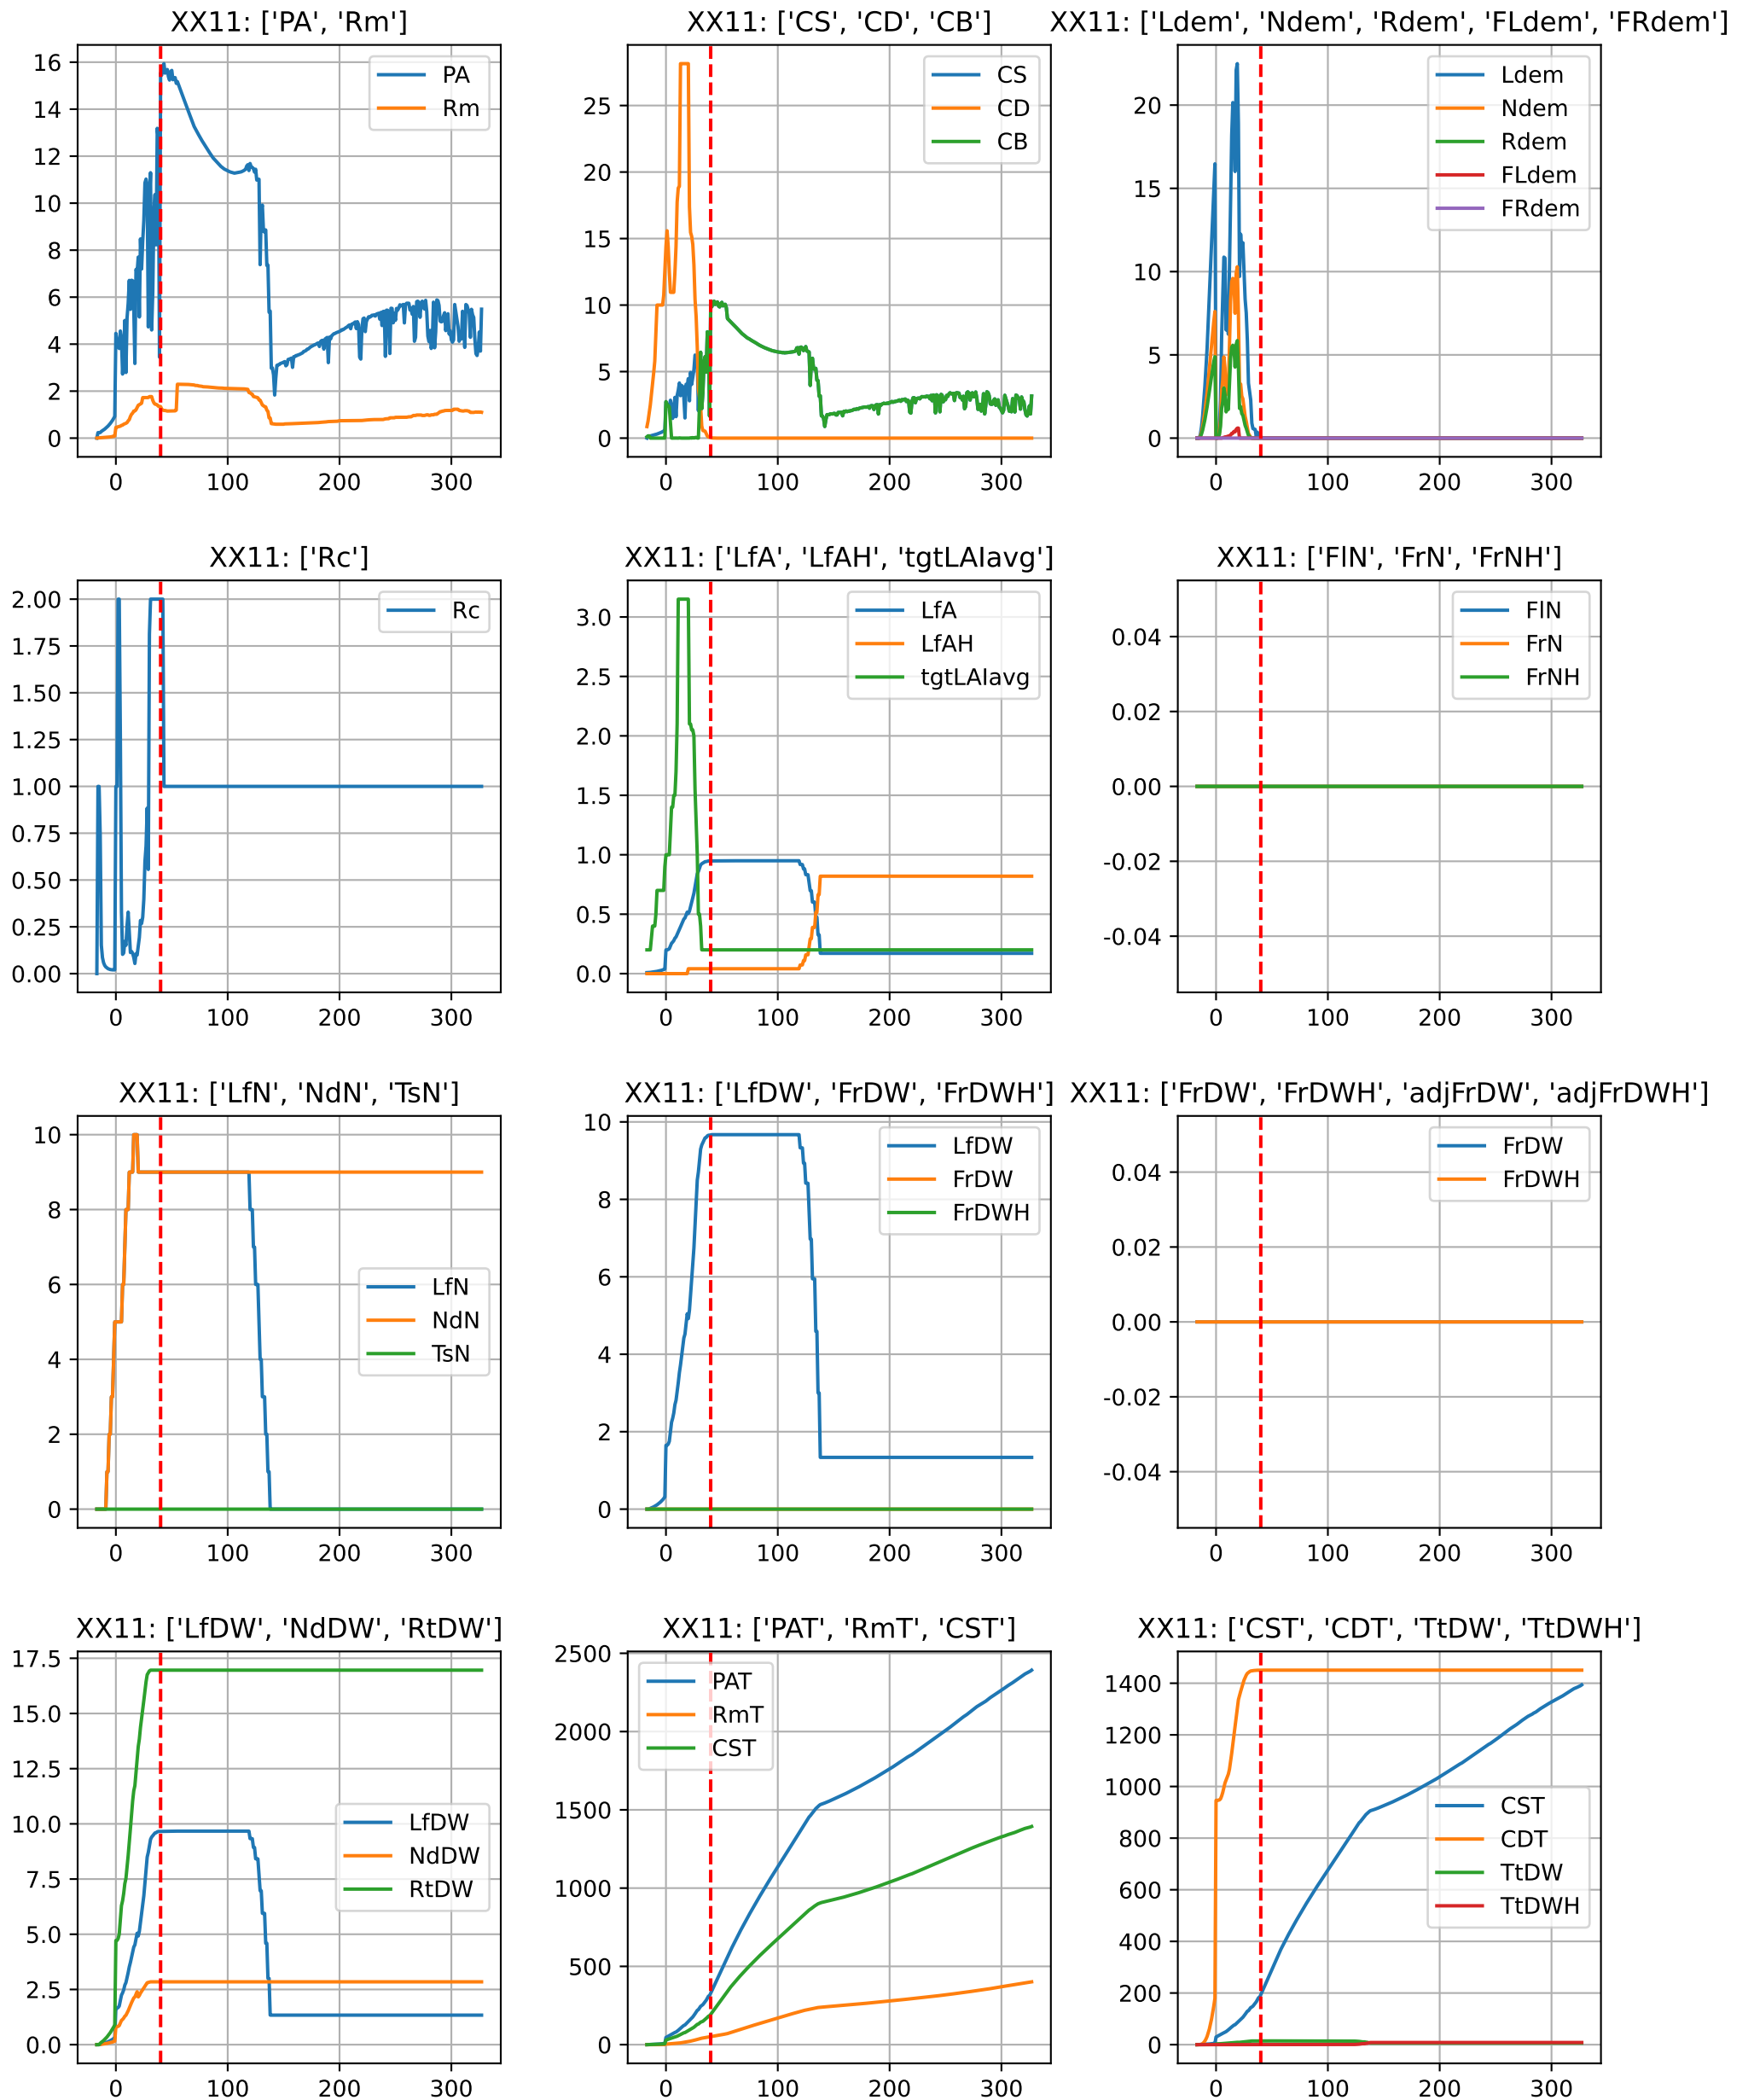 XX11: ['PA', 'Rm']
16
14
12
10
8
6
4
2
0
0 100 200 300
PA
Rm
XX11: ['CS', 'CD', 'CB']
25
20
15
10
5
0
0 100 200 300
CS
CD
CB
XX11: ['Ldem', 'Ndem', 'Rdem', 'FLdem', 'FRdem']
20
15
10
5
0
0 100 200 300
Ldem
Ndem
Rdem
FLdem
FRdem
XX11: ['Rc']
2.00
1.75
1.50
1.25
1.00
0.75
0.50
0.25
0.00
0 100 200 300
Rc
XX11: ['LfA', 'LfAH', 'tgtLAIavg']
3.0
2.5
2.0
1.5
1.0
0.5
0.0
0 100 200 300
LfA
LfAH
tgtLAIavg
XX11: ['FlN', 'FrN', 'FrNH']
0.04
0.02
0.00
-0.02
-0.04
0 100 200 300
FlN
FrN
FrNH
XX11: ['LfN', 'NdN', 'TsN']
10
8
6
4
2
0
0 100 200 300
LfN
NdN
TsN
XX11: ['LfDW', 'FrDW', 'FrDWH']
10
8
6
4
2
0
0 100 200 300
LfDW
FrDW
FrDWH
XX11: ['FrDW', 'FrDWH', 'adjFrDW', 'adjFrDWH']
0.04
0.02
0.00
-0.02
-0.04
0 100 200 300
FrDW
FrDWH
XX11: ['LfDW', 'NdDW', 'RtDW']
17.5
15.0
12.5
10.0
7.5
5.0
2.5
0.0
0 100 200 300
LfDW
NdDW
RtDW
XX11: ['PAT', 'RmT', 'CST']
2500
2000
1500
1000
500
0
0 100 200 300
PAT
RmT
CST
XX11: ['CST', 'CDT', 'TtDW', 'TtDWH']
1400
1200
1000
800
600
400
200
0
0 100 200 300
CST
CDT
TtDW
TtDWH